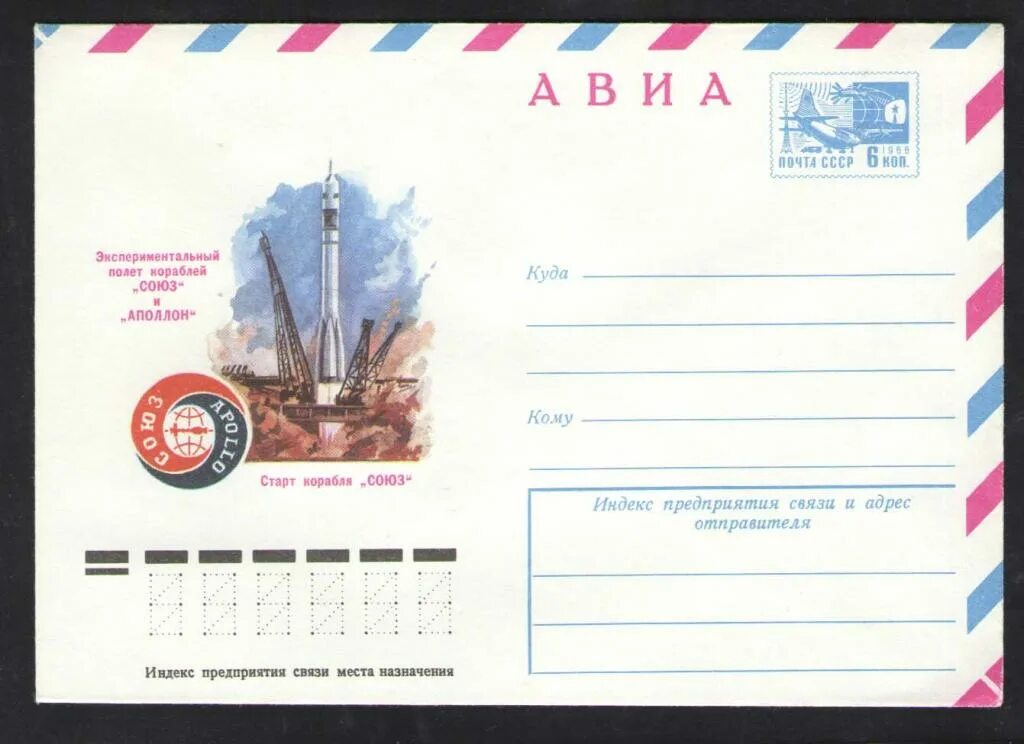 АВИА
1966
ПОЧТА СССР 6 КОП.
Экспериментальный
полет кораблей
„СОЮЗ“
и
„АПОЛЛОН“
СОЮЗ
APOLLO
Старт корабля „СОЮЗ“
Куда
Кому
Индекс предприятия связи и адрес
отправителя
Индекс предприятия связи места назначения